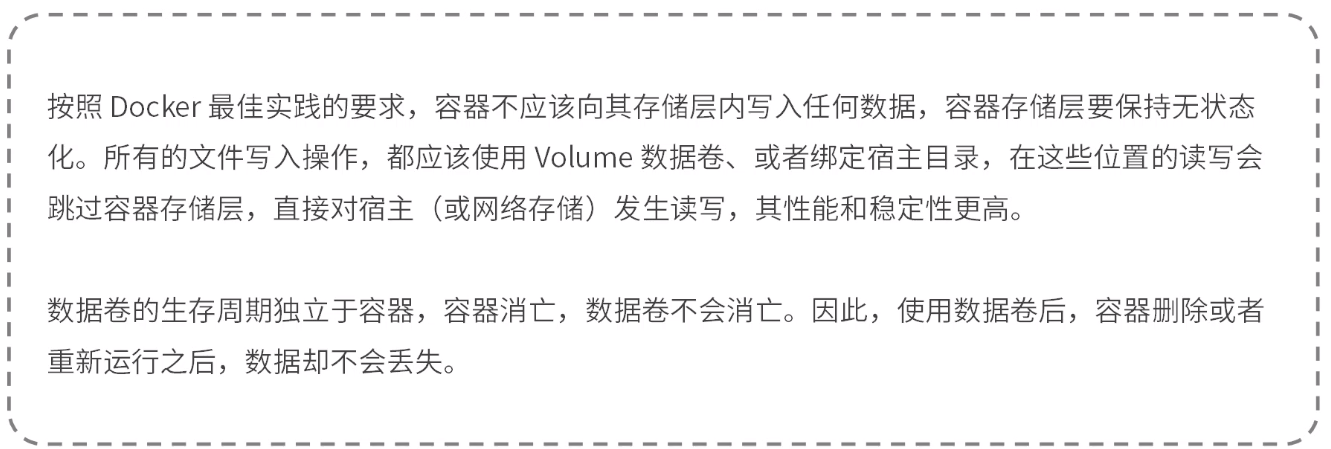 按照 Docker 最佳实践的要求，容器不应该向其存储层内写入任何数据，容器存储层要保持无状态
化。所有的文件写入操作，都应该使用 Volume 数据卷、或者绑定宿主目录，在这些位置的读写会
跳过容器存储层，直接对宿主（或网络存储）发生读写，其性能和稳定性更高。
数据卷的生存周期独立于容器，容器消亡，数据卷不会消亡。因此，使用数据卷后，容器删除或者
重新运行之后，数据却不会丢失。